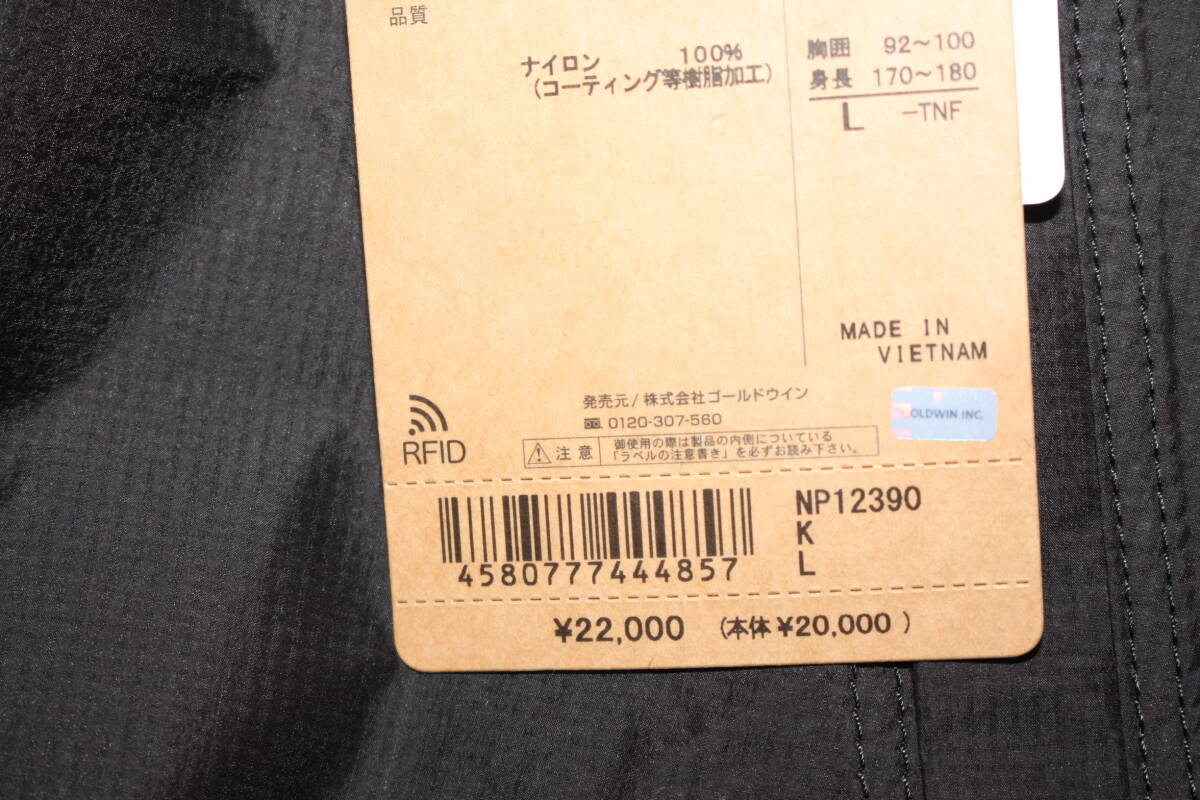 品質
ナイロン 100%
(コーティング等樹脂加工)
胸囲 92～100
身長 170～180
L -TNF
MADE IN
VIETNAM
発売元/株式会社ゴールドウイン
0120-307-560
GOLDWIN INC.
RFID
注意
御使用の際は製品の内側についている
「ラベルの注意書き」を必ずお読み下さい。
NP12390
K
L
4580777444857
¥22,000 (本体¥20,000)